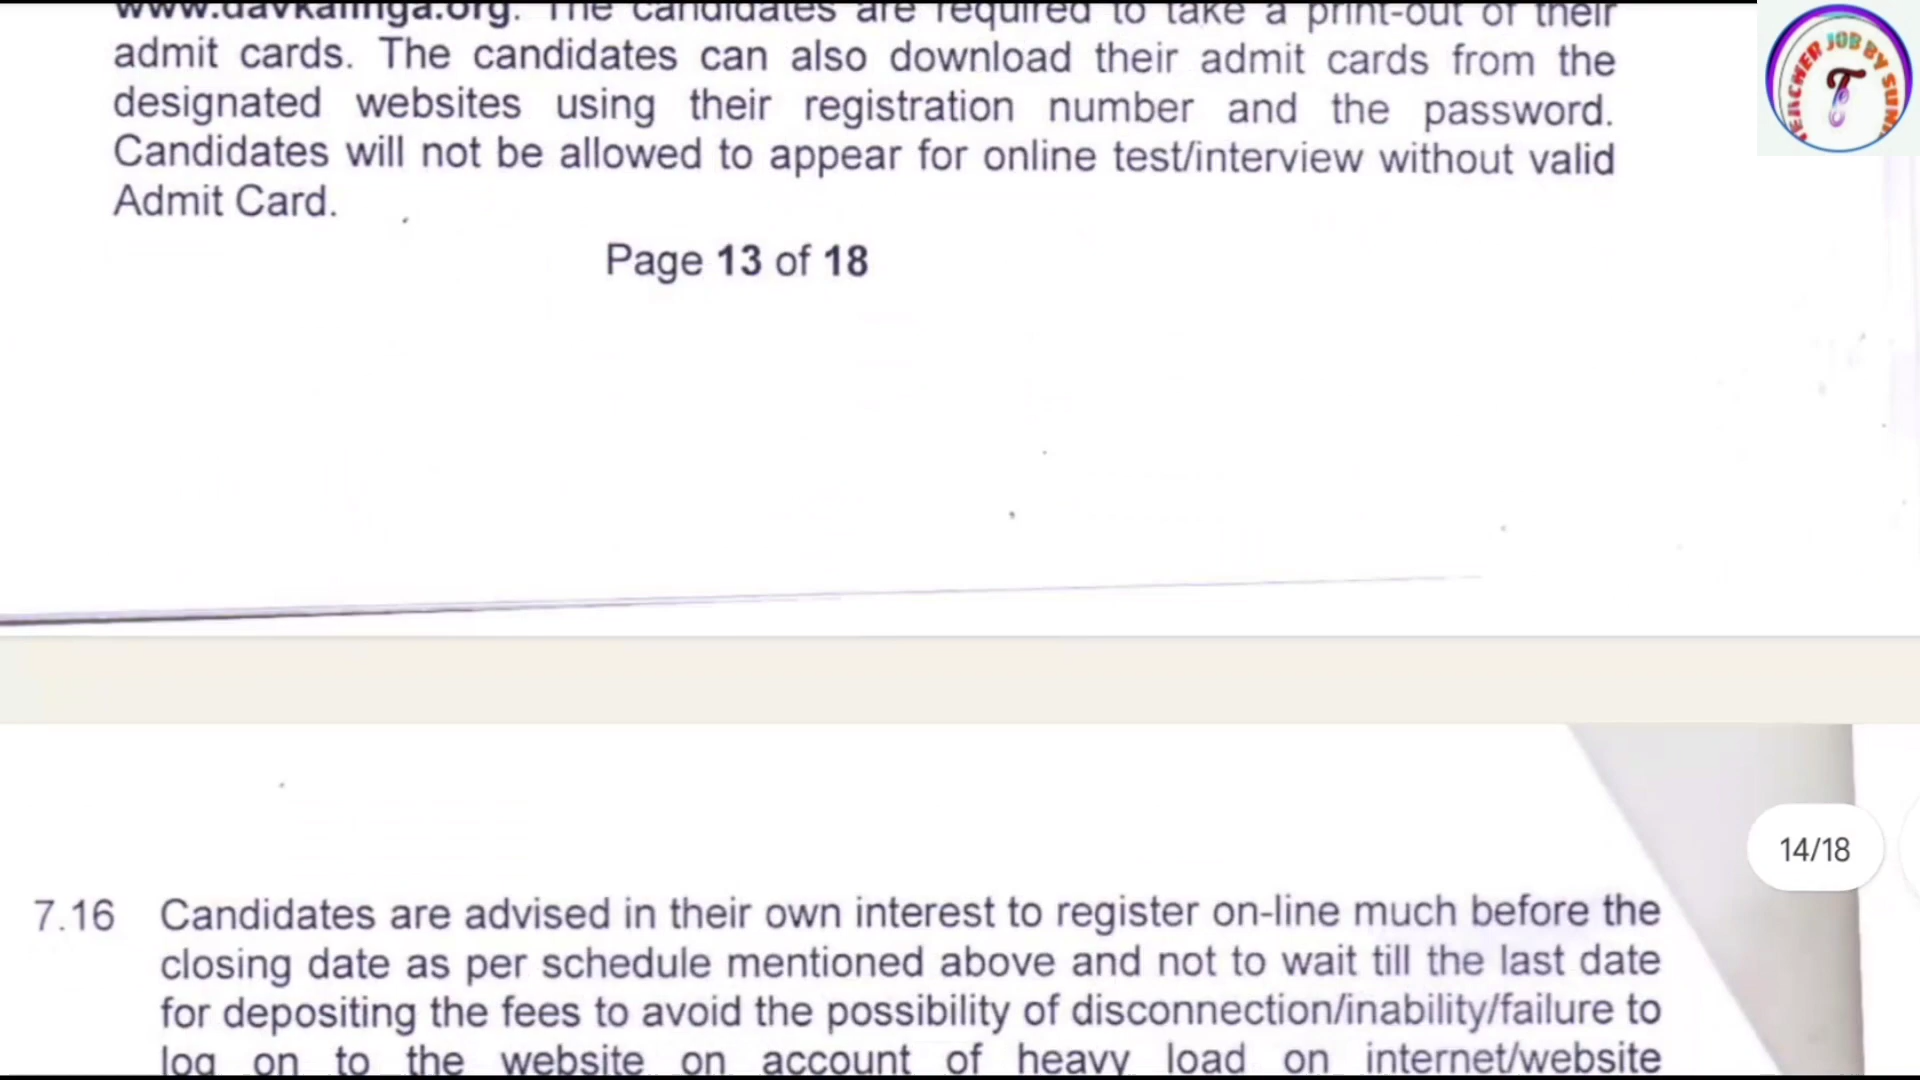 www.davkalinga.org. The candidates are required to take a print-out of their
admit cards. The candidates can also download their admit cards from the
designated websites using their registration number and the password.
Candidates will not be allowed to appear for online test/interview without valid
Admit Card.
Page 13 of 18
TEACHER JOB BY SUNI
T
14/18
7.16 Candidates are advised in their own interest to register on-line much before the
closing date as per schedule mentioned above and not to wait till the last date
for depositing the fees to avoid the possibility of disconnection/inability/failure to
log on to the website on account of heavy load on internet/website